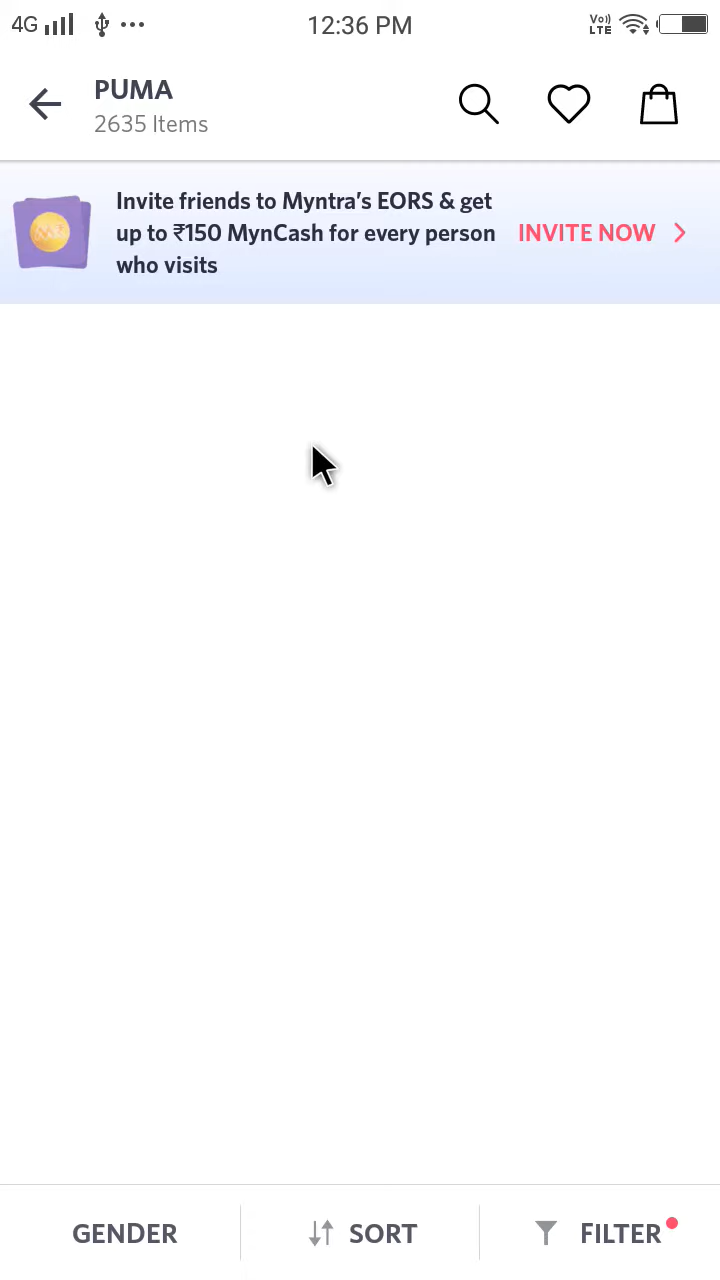 4G 12:36 PM Vo)) LTE
PUMA
2635 Items
Invite friends to Myntra's EORS & get
up to ₹150 MynCash for every person
who visits
INVITE NOW
GENDER SORT FILTER